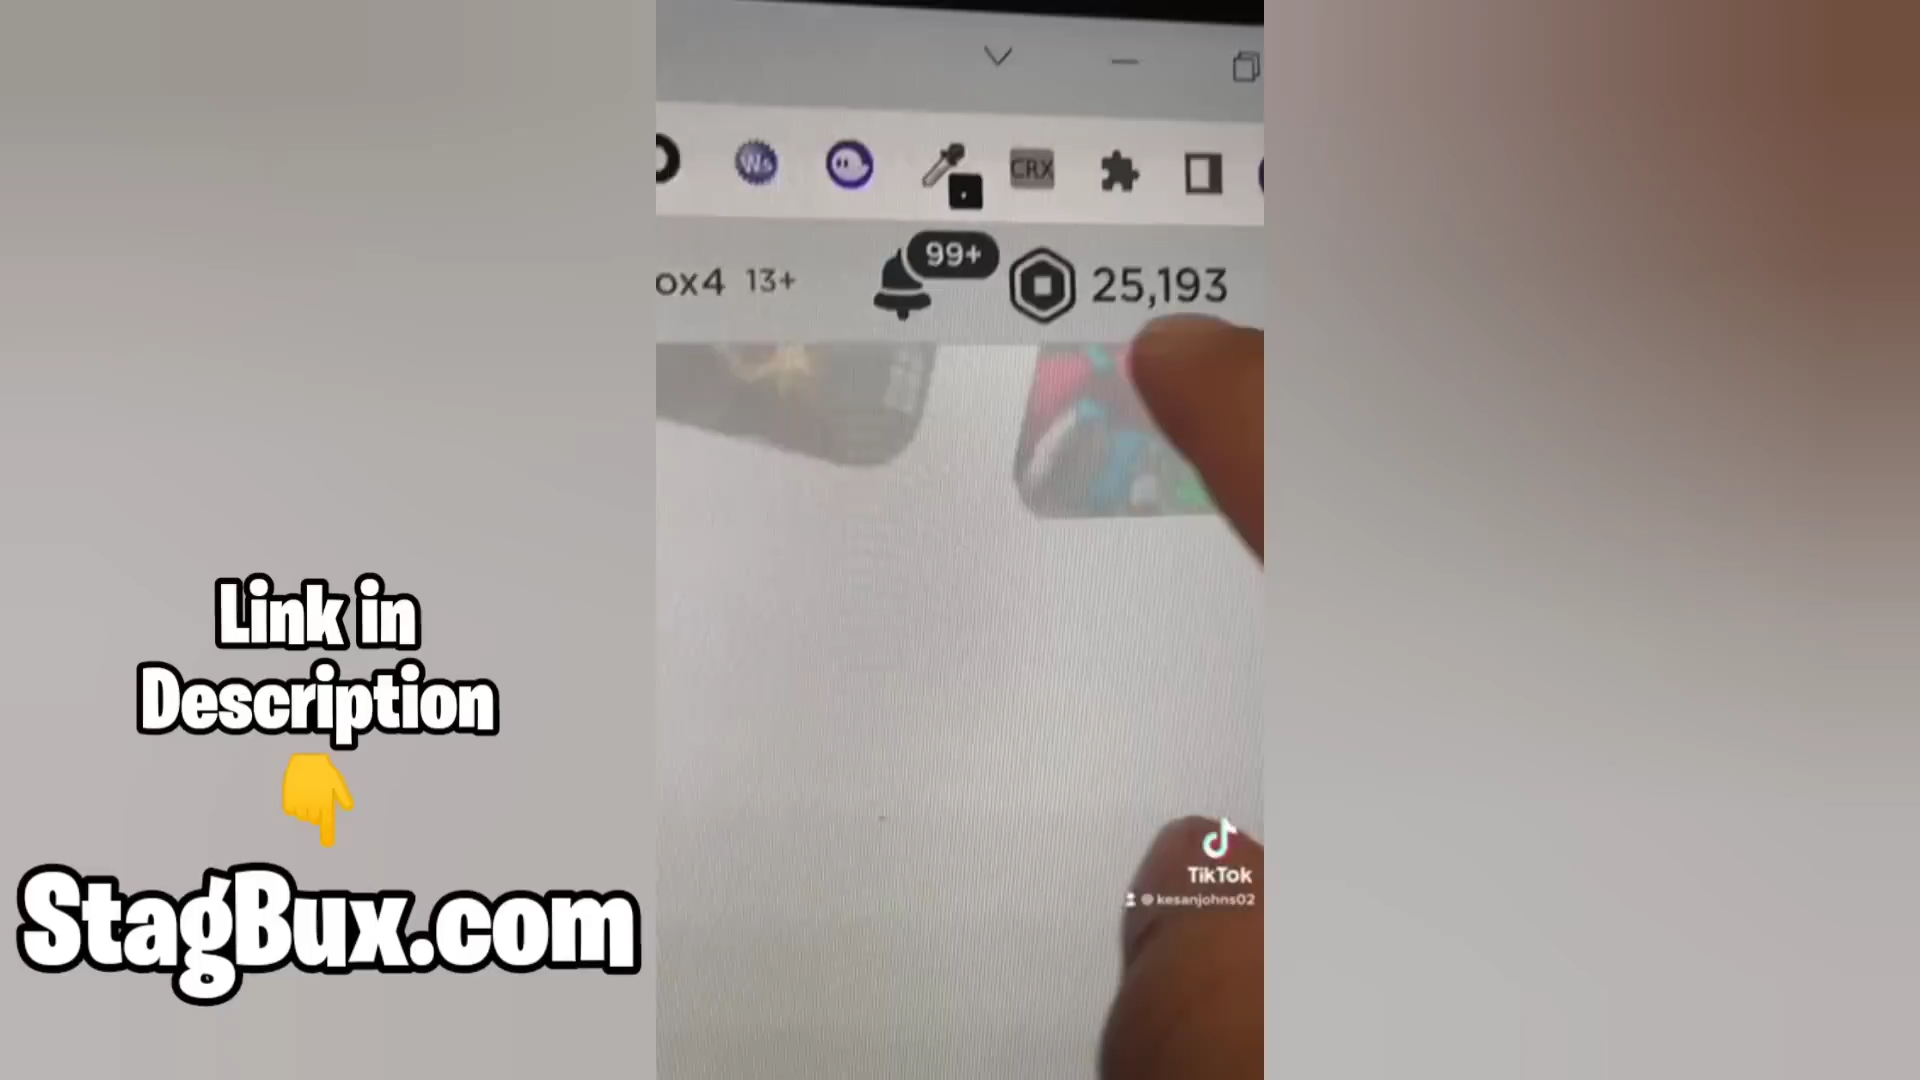 Ws
CRX
99+
ox4 13+
25,193
Link in
Description
StagBux.com
TikTok
@kesanjohns02